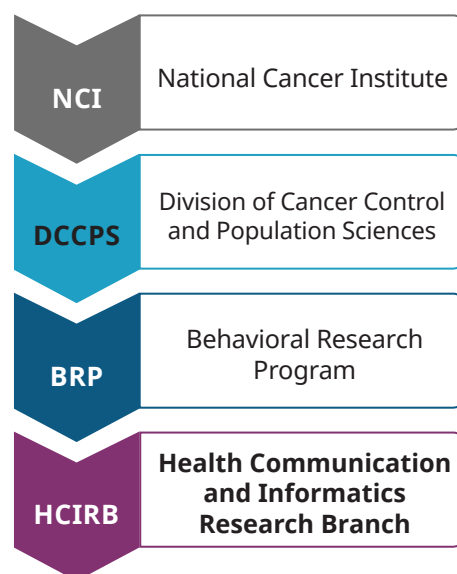 NCI
National Cancer Institute
DCCPS
Division of Cancer Control
and Population Sciences
BRP
Behavioral Research
Program
HCIRB
Health Communication
and Informatics
Research Branch